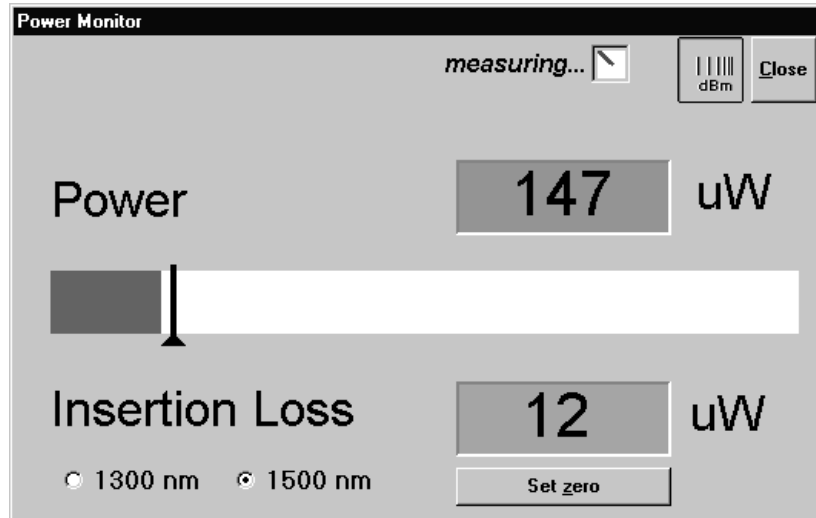 Power Monitor
measuring...
dBm
Close
Power 147 uW
Insertion Loss 12 uW
1300 nm 1500 nm Set zero